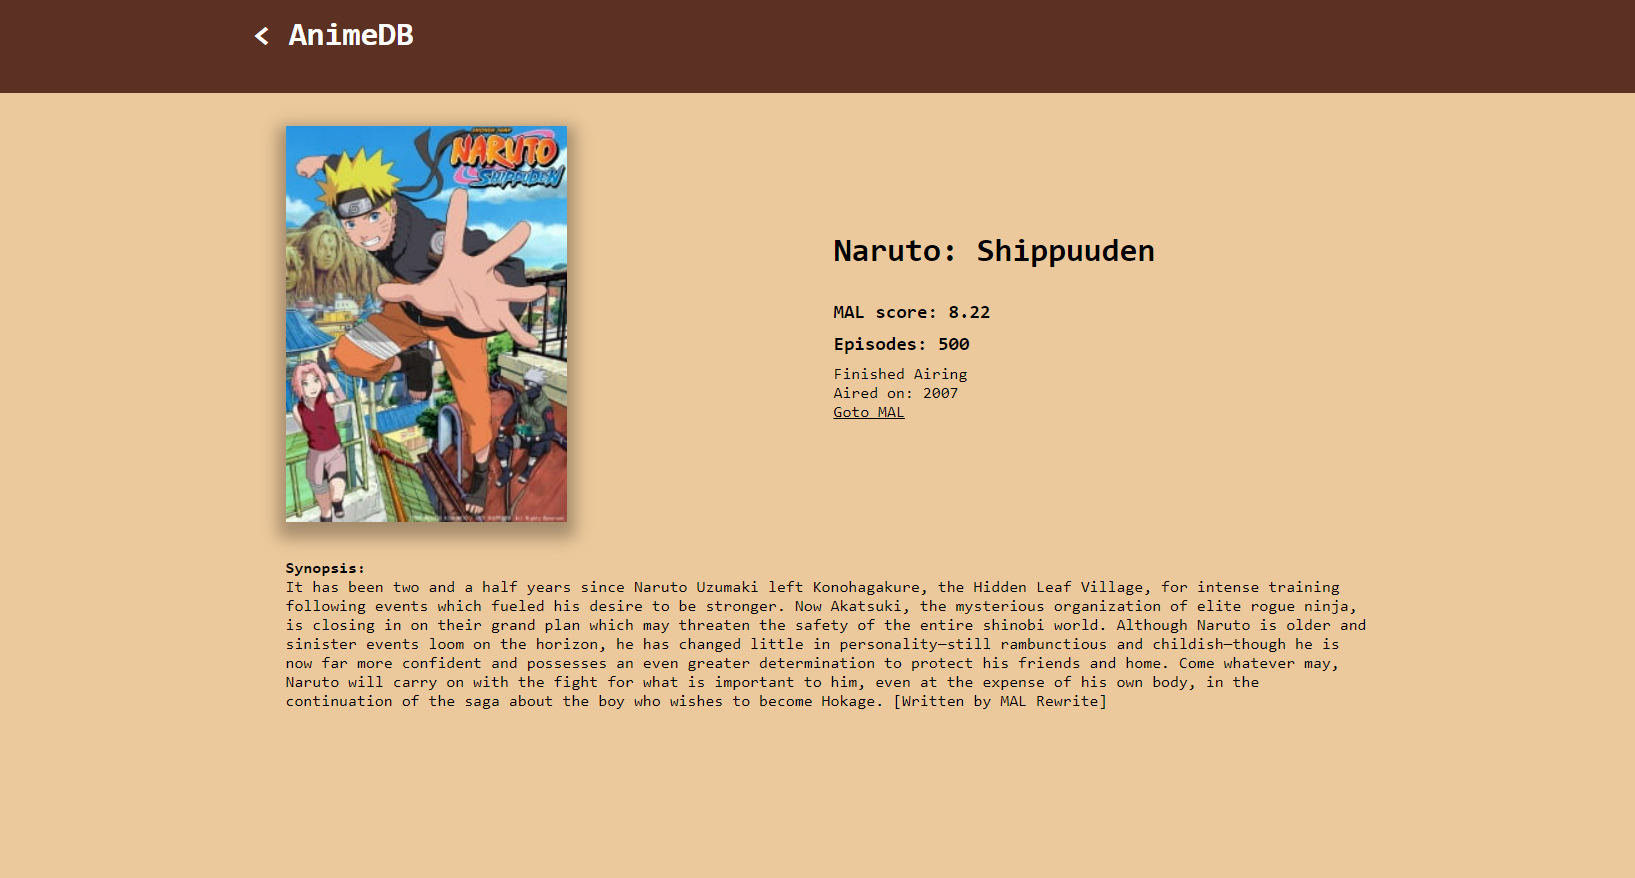 < AnimeDB
SHONEN JUMP
NARUTO
SHIPPUDEN
Naruto: Shippuuden
MAL score: 8.22
Episodes: 500
Finished Airing
Aired on: 2007
Goto MAL
Synopsis:
It has been two and a half years since Naruto Uzumaki left Konohagakure, the Hidden Leaf Village, for intense training
following events which fueled his desire to be stronger. Now Akatsuki, the mysterious organization of elite rogue ninja,
is closing in on their grand plan which may threaten the safety of the entire shinobi world. Although Naruto is older and
sinister events loom on the horizon, he has changed little in personality—still rambunctious and childish—though he is
now far more confident and possesses an even greater determination to protect his friends and home. Come whatever may,
Naruto will carry on with the fight for what is important to him, even at the expense of his own body, in the
continuation of the saga about the boy who wishes to become Hokage. [Written by MAL Rewrite]